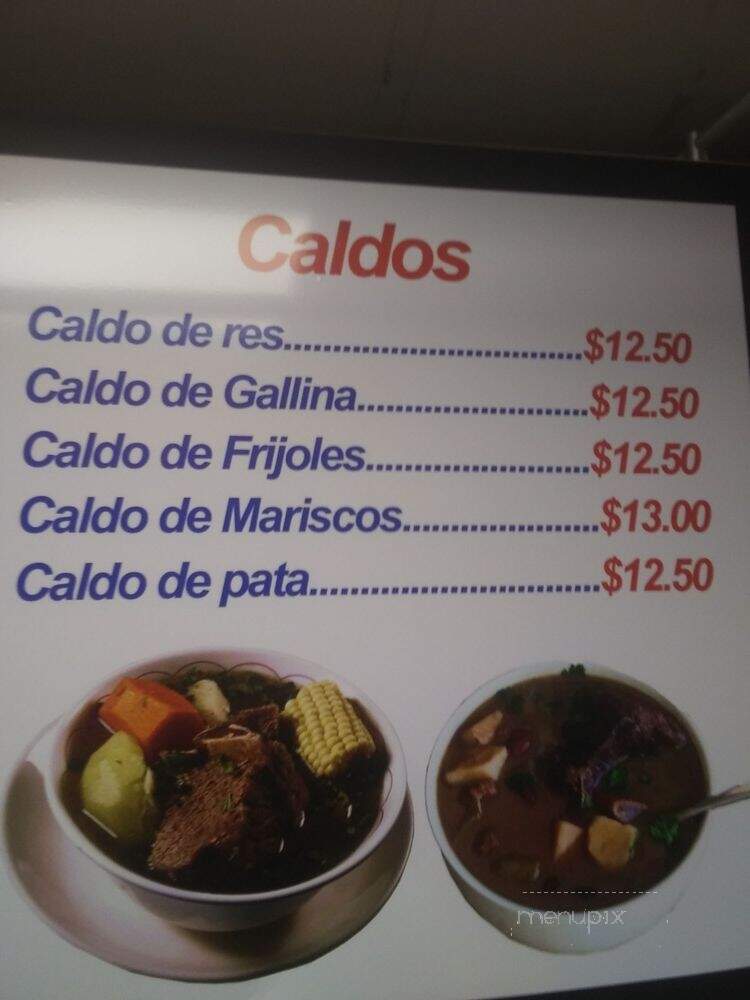 Caldos
Caldo de res..............................$12.50
Caldo de Gallina.......................$12.50
Caldo de Frijoles......................$12.50
Caldo de Mariscos....................$13.00
Caldo de pata.............................$12.50
menupix